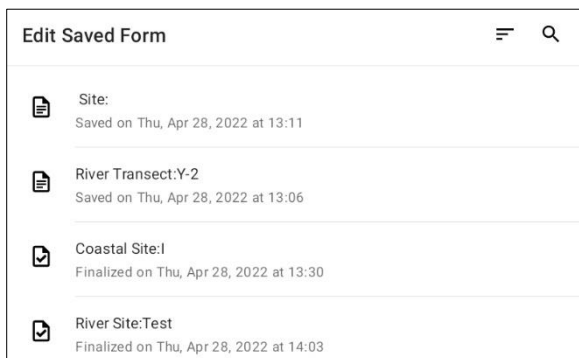 Edit Saved Form
Site:
Saved on Thu, Apr 28, 2022 at 13:11
River Transect:Y-2
Saved on Thu, Apr 28, 2022 at 13:06
Coastal Site:I
Finalized on Thu, Apr 28, 2022 at 13:30
River Site:Test
Finalized on Thu, Apr 28, 2022 at 14:03